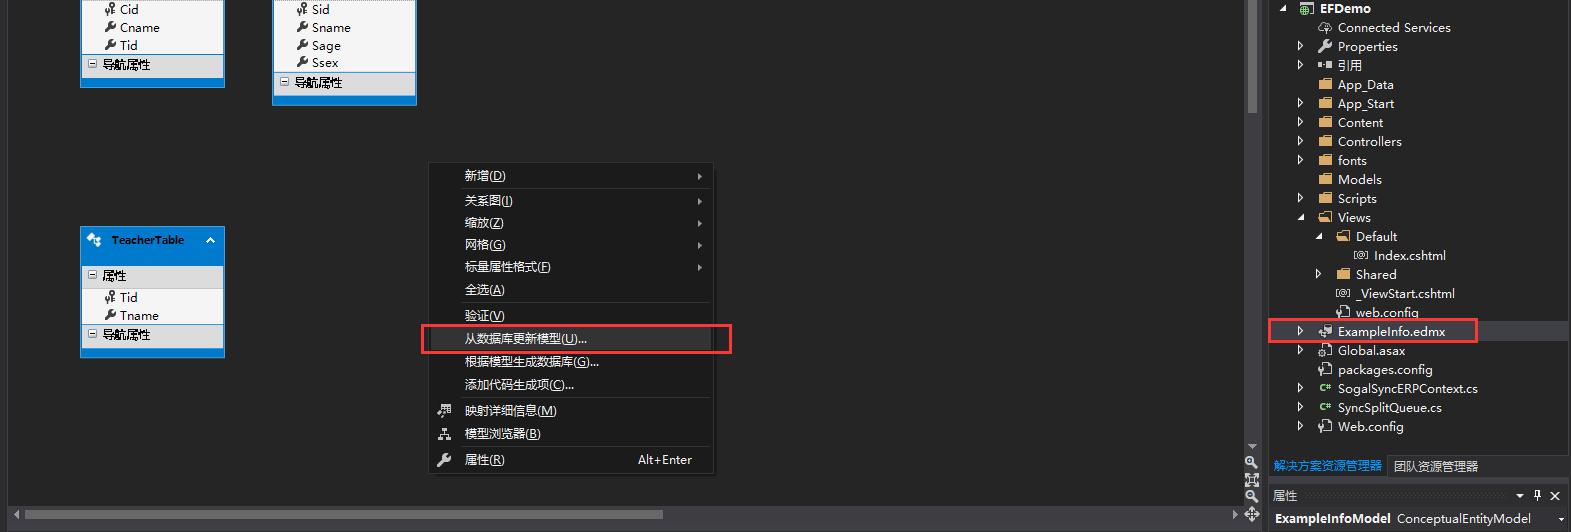 Cid
Cname
Tid
导航属性
Sid
Sname
Sage
Ssex
导航属性
TeacherTable
属性
Tid
Tname
导航属性
新增(D)
关系图(I)
缩放(Z)
网格(G)
标量属性格式(F)
全选(A)
验证(V)
从数据库更新模型(U)...
根据模型生成数据库(G)...
添加代码生成项(C)...
映射详细信息(M)
模型浏览器(B)
属性(R) Alt+Enter
EFDemo
Connected Services
Properties
引用
App_Data
App_Start
Content
Controllers
fonts
Models
Scripts
Views
Default
[@] Index.cshtml
Shared
[@] _ViewStart.cshtml
web.config
ExampleInfo.edmx
Global.asax
packages.config
C# SogalSyncERPContext.cs
C# SyncSplitQueue.cs
Web.config
解决方案资源管理器 团队资源管理器
属性
ExampleInfoModel ConceptualEntityModel